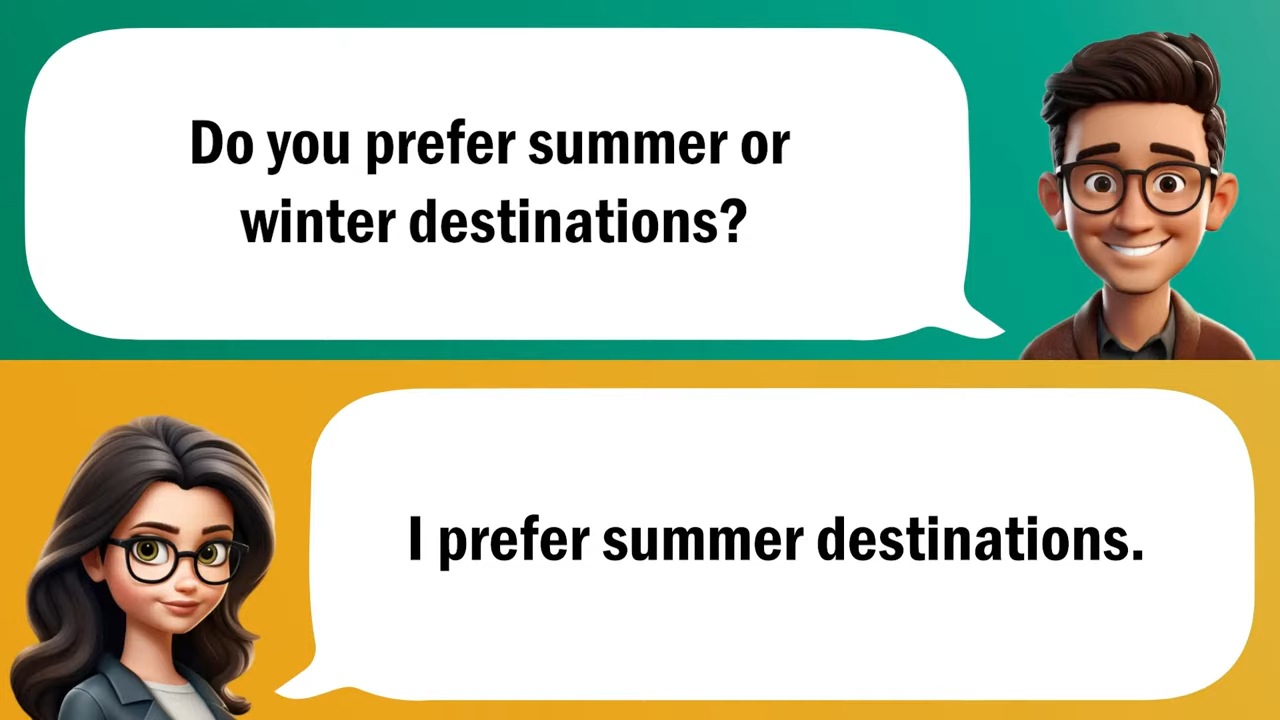 Do you prefer summer or
winter destinations?
I prefer summer destinations.